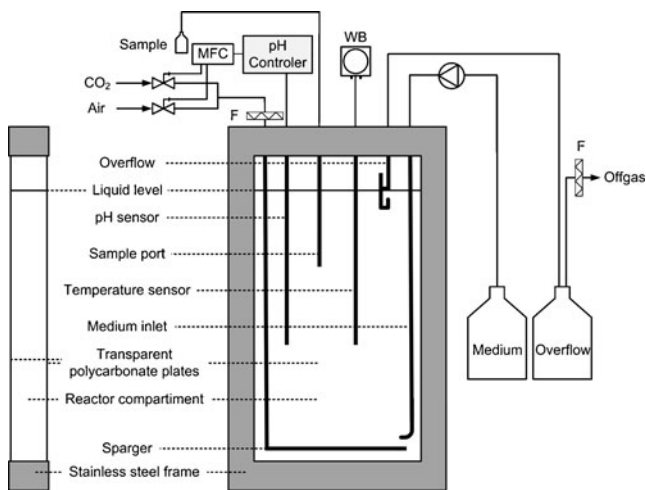 Sample
MFC
pH
Controler
WB
CO₂
Air
F
F
Offgas
Overflow
Liquid level
pH sensor
Sample port
Temperature sensor
Medium inlet
Transparent
polycarbonate plates
Reactor compartiment
Sparger
Stainless steel frame
Medium
Overflow